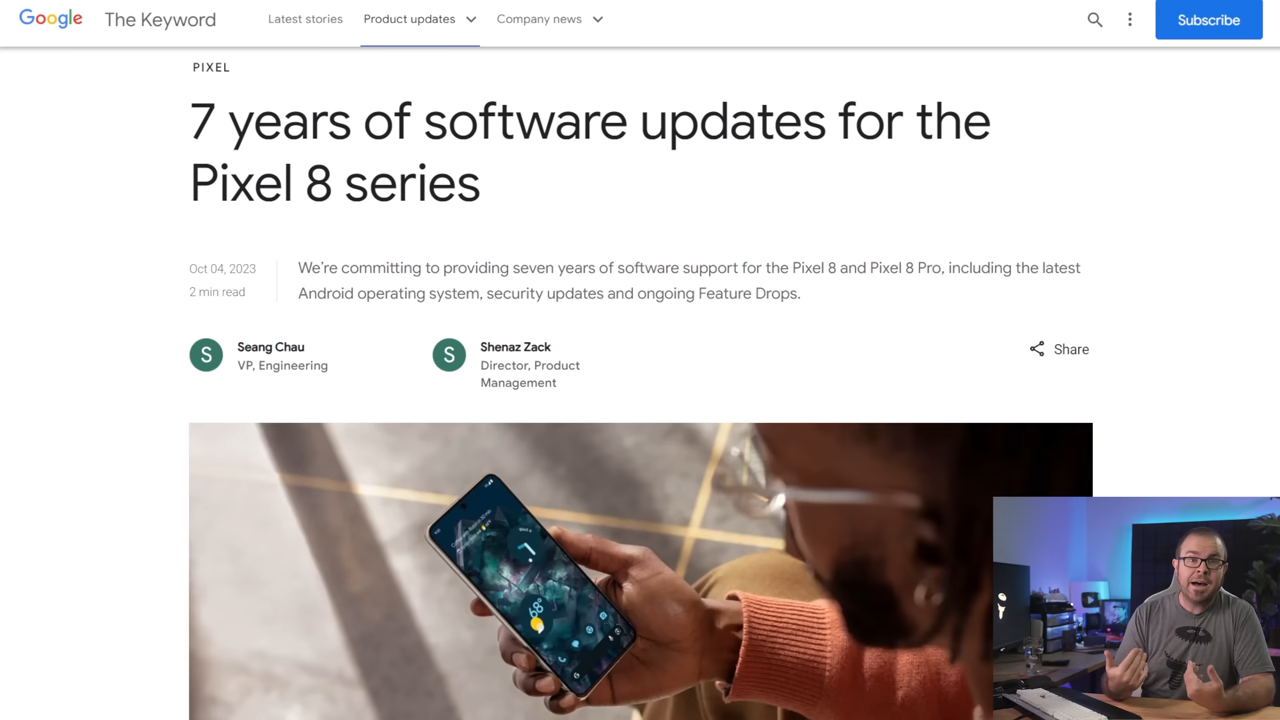 Google The Keyword Latest stories Product updates Company news Subscribe
PIXEL
7 years of software updates for the
Pixel 8 series
Oct 04, 2023
2 min read
We're committing to providing seven years of software support for the Pixel 8 and Pixel 8 Pro, including the latest
Android operating system, security updates and ongoing Feature Drops.
S
Seang Chau
VP, Engineering
S
Shenaz Zack
Director, Product
Management
Share
68°